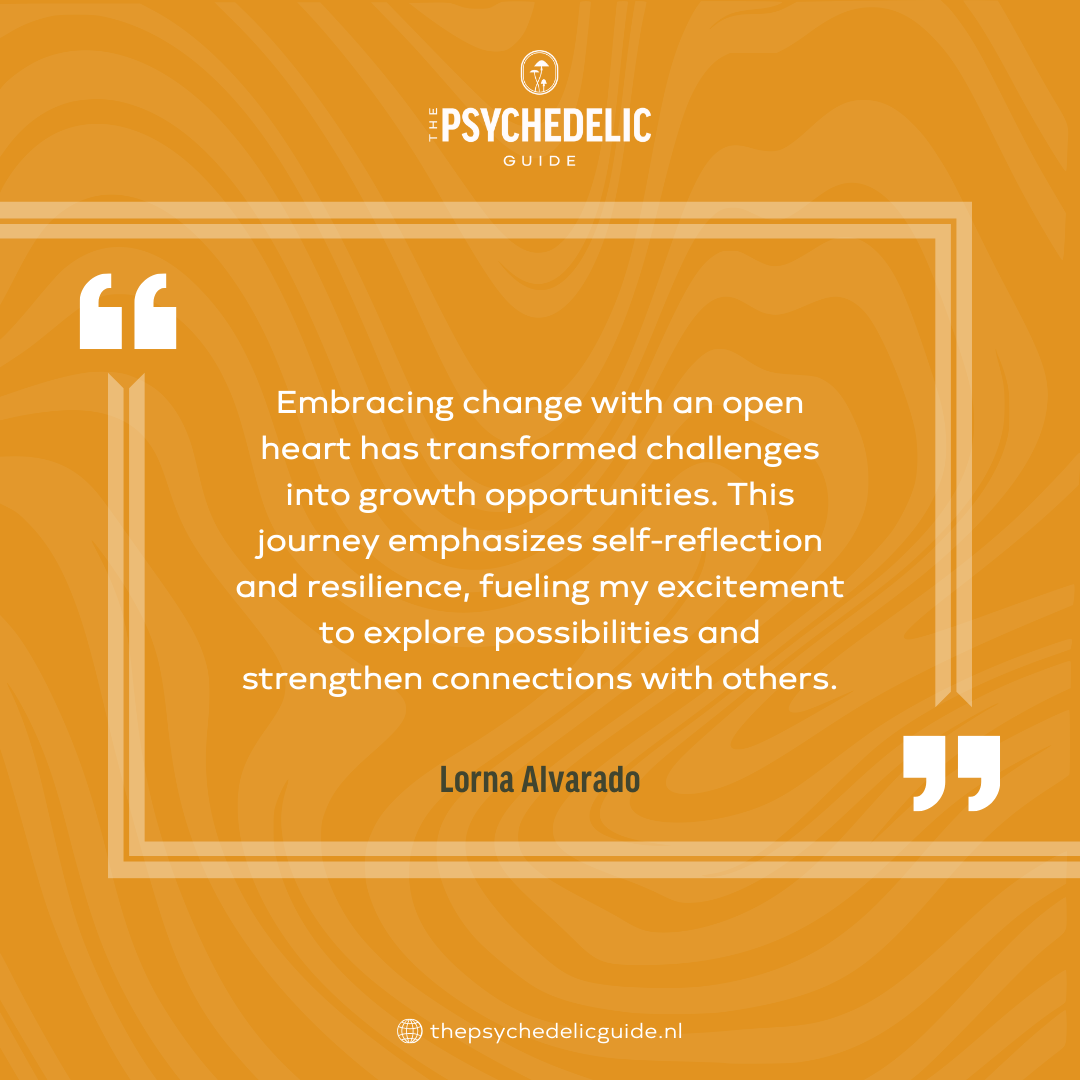 THE PSYCHEDELIC
GUIDE
“
Embracing change with an open
heart has transformed challenges
into growth opportunities. This
journey emphasizes self-reflection
and resilience, fueling my excitement
to explore possibilities and
strengthen connections with others.
”
Lorna Alvarado
thepsychedelicguide.nl